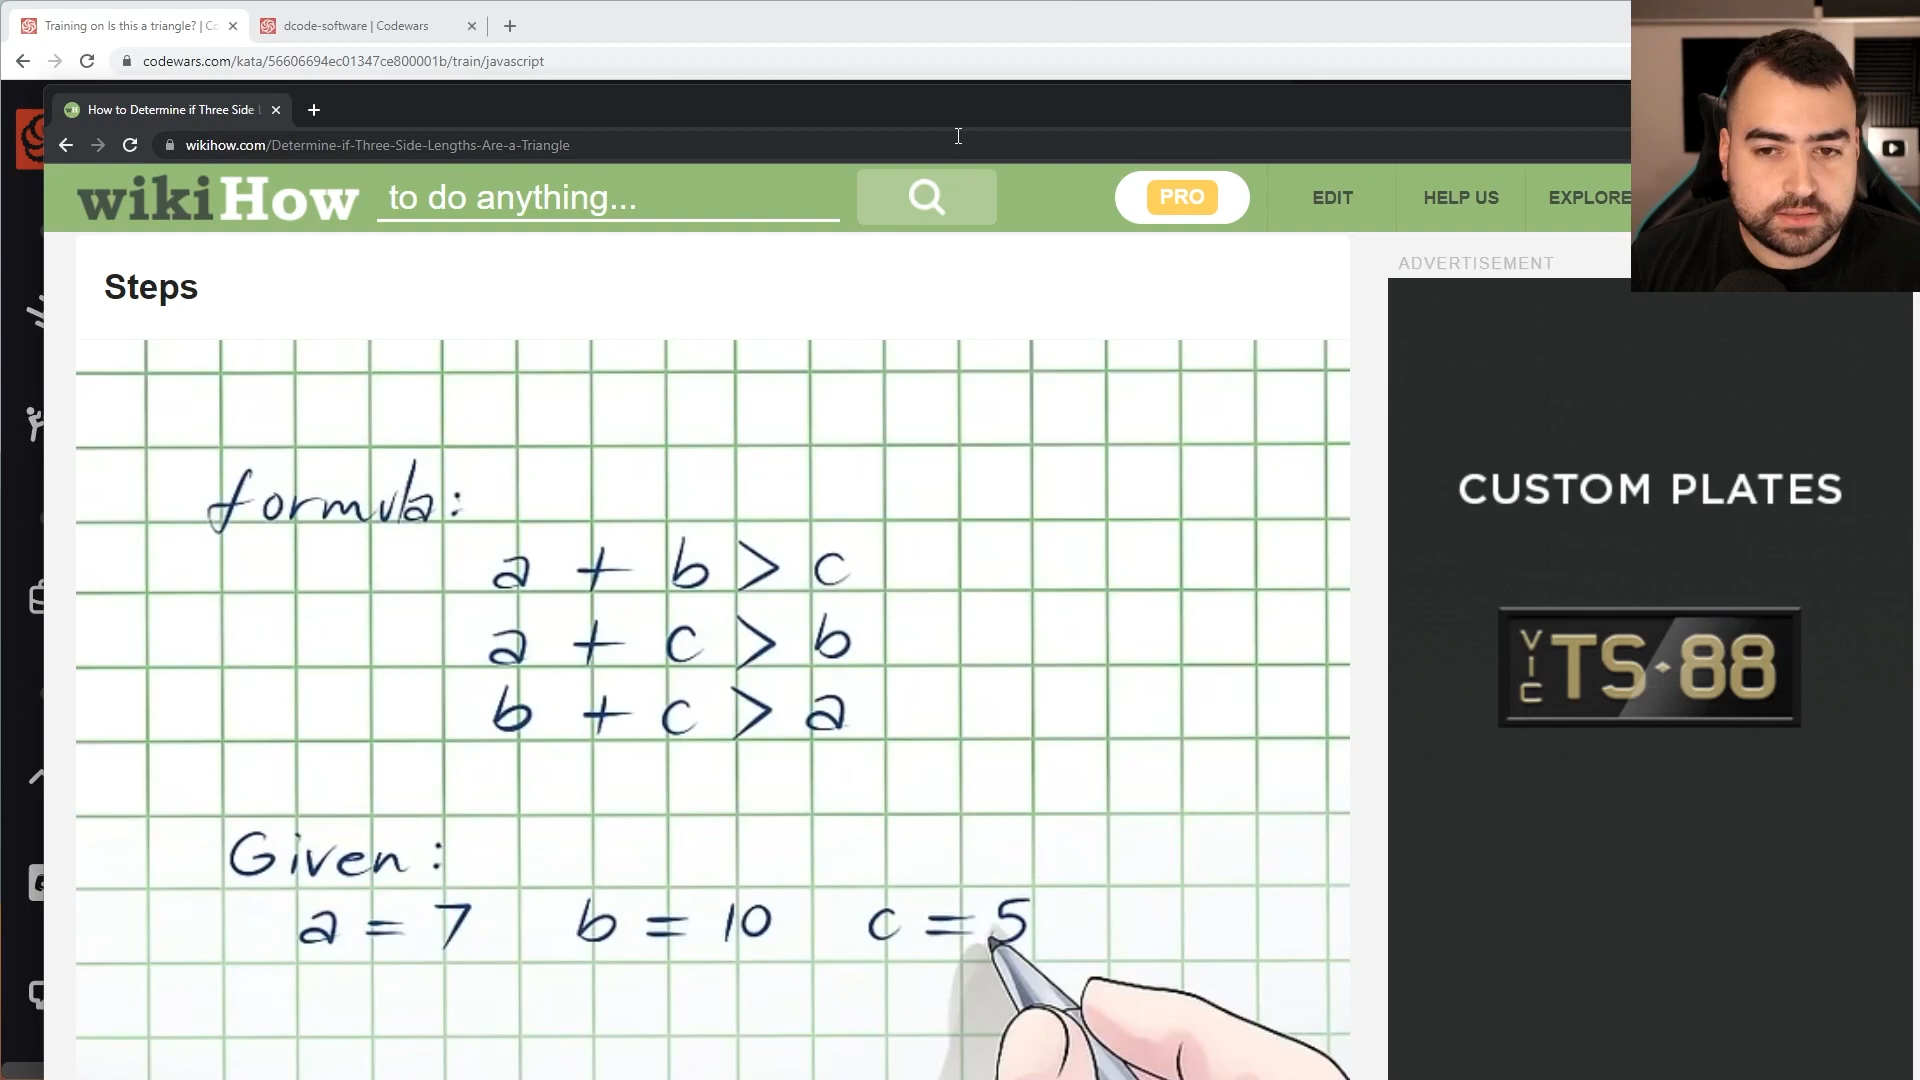 Training on Is this a triangle? | Co
dcode-software | Codewars
codewars.com/kata/56606694ec01347ce800001b/train/javascript
How to Determine if Three Side L
wikihow.com/Determine-if-Three-Side-Lengths-Are-a-Triangle
wikiHow to do anything...
PRO
EDIT
HELP US
EXPLORE
Steps
ADVERTISEMENT
formula:
a + b > c
a + c > b
b + c > a
Given:
a = 7 b = 10 c = 5
CUSTOM PLATES
VIC TS-88